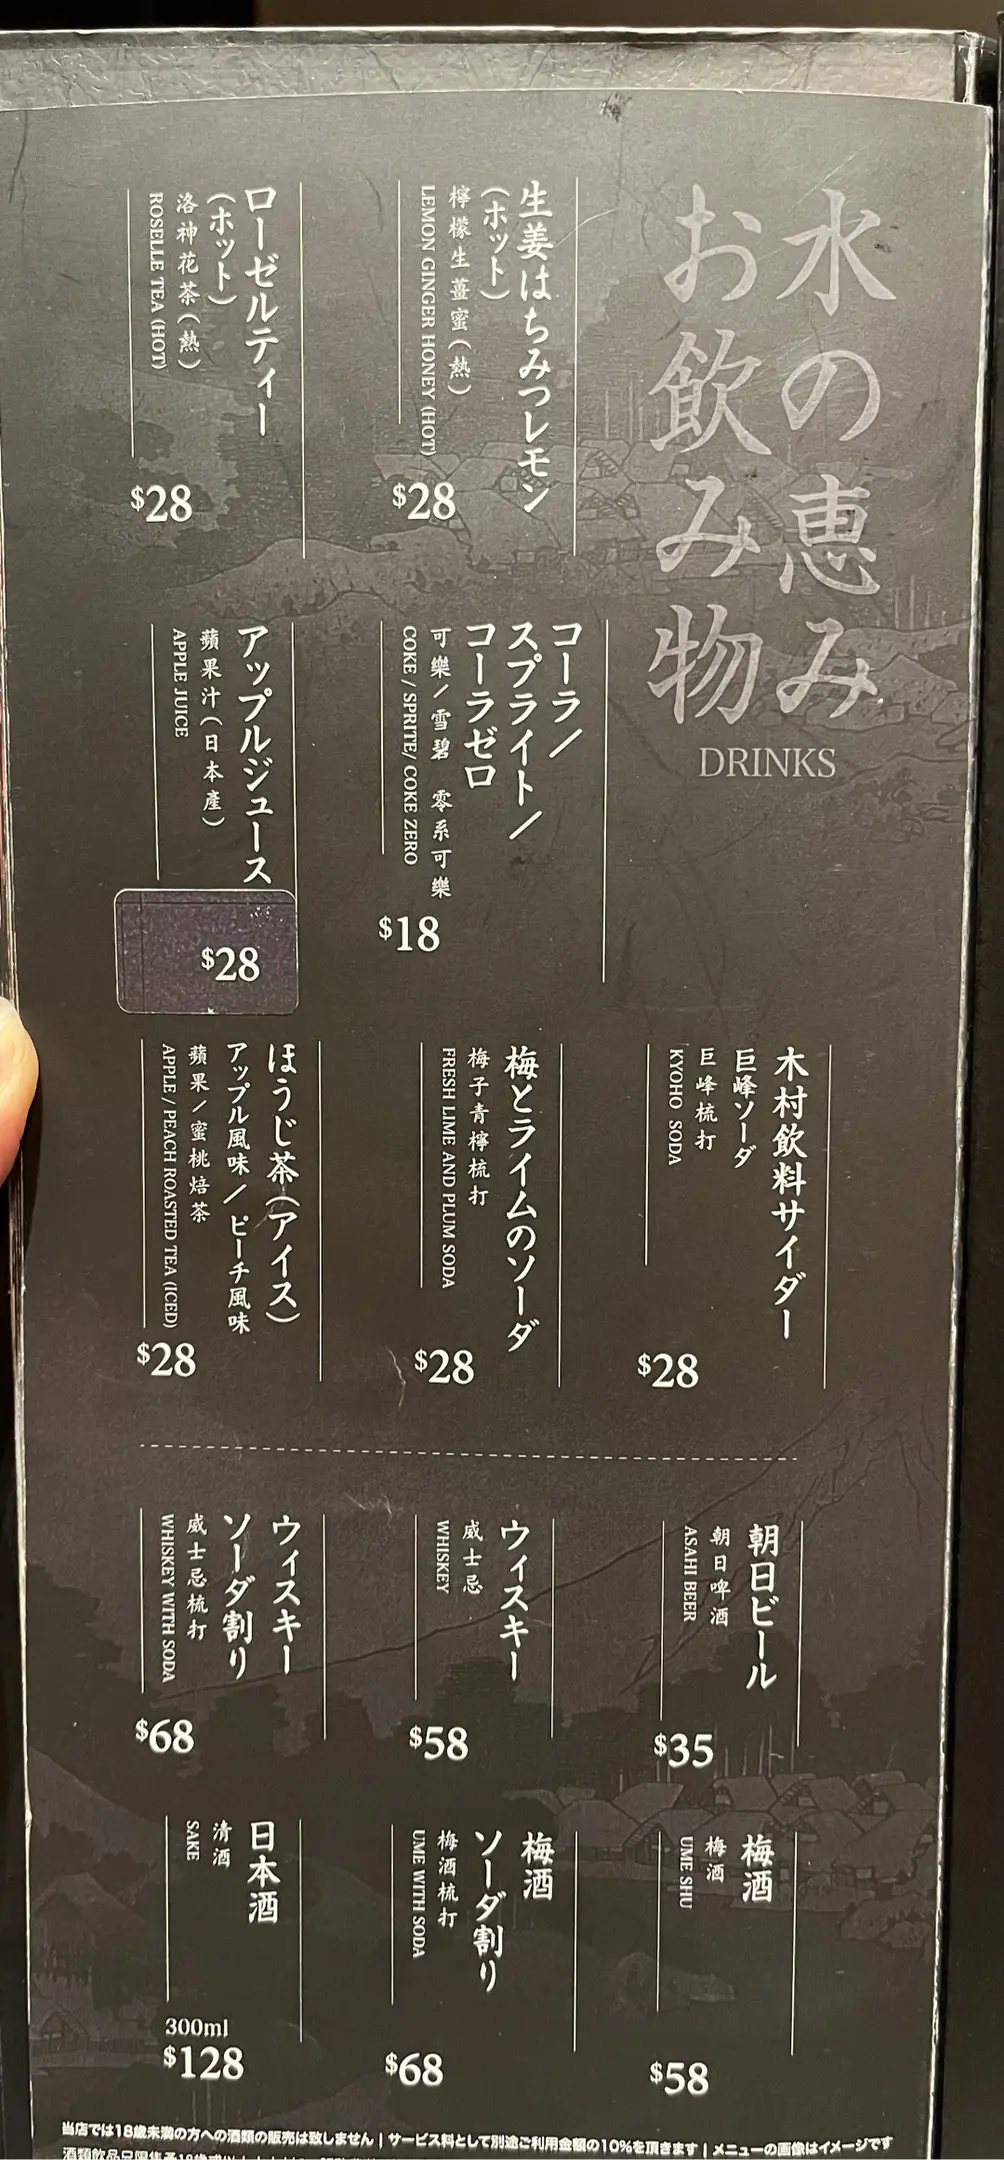 水の恵み
お飲み物
DRINKS
生姜はちみつレモン
(ホット)
檸檬生薑蜜(熱)
LEMON GINGER HONEY (HOT)
$28
ローゼルティー
(ホット)
洛神花茶(熱)
ROSELLE TEA (HOT)
$28
コーラ/
スプライト/
コーラゼロ
可樂/雪碧 零系可樂
COKE / SPRITE/ COKE ZERO
$18
アップルジュース
蘋果汁(日本產)
APPLE JUICE
$28
木村飲料サイダー
巨峰ソーダ
巨峰梳打
KYOHO SODA
$28
梅とライムのソーダ
梅子青檸梳打
FRESH LIME AND PLUM SODA
$28
ほうじ茶(アイス)
アップル風味/ピーチ風味
蘋果/蜜桃焙茶
APPLE / PEACH ROASTED TEA (ICED)
$28
朝日ビール
朝日啤酒
ASAHI BEER
$35
ウィスキー
威士忌
WHISKEY
$58
ウィスキー
ソーダ割り
威士忌梳打
WHISKEY WITH SODA
$68
梅酒
梅酒
UME SHU
$58
梅酒
ソーダ割り
梅酒梳打
UME WITH SODA
$68
日本酒
清酒
SAKE
300ml
$128
当店では18歳未満の方への酒類の販売は致しません | サービス料として別途ご利用金額の10%を頂きます | メニューの画像はイメージです